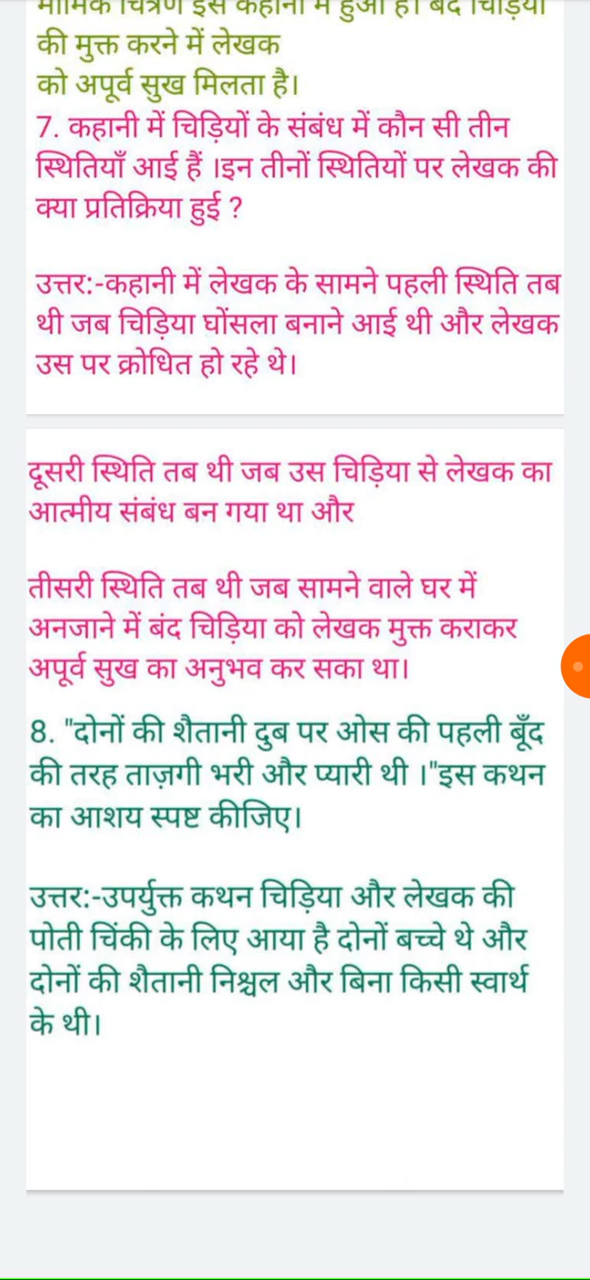 मार्मिक चित्रण इस कहानी में हुआ है। बंद चिड़िया
की मुक्त करने में लेखक
को अपूर्व सुख मिलता है।
7. कहानी में चिड़ियों के संबंध में कौन सी तीन
स्थितियाँ आई हैं ।इन तीनों स्थितियों पर लेखक की
क्या प्रतिक्रिया हुई ?
उत्तर:-कहानी में लेखक के सामने पहली स्थिति तब
थी जब चिड़िया घोंसला बनाने आई थी और लेखक
उस पर क्रोधित हो रहे थे।
दूसरी स्थिति तब थी जब उस चिड़िया से लेखक का
आत्मीय संबंध बन गया था और
तीसरी स्थिति तब थी जब सामने वाले घर में
अनजाने में बंद चिड़िया को लेखक मुक्त कराकर
अपूर्व सुख का अनुभव कर सका था।
8. "दोनों की शैतानी दुब पर ओस की पहली बूँद
की तरह ताज़गी भरी और प्यारी थी ।"इस कथन
का आशय स्पष्ट कीजिए।
उत्तर:-उपर्युक्त कथन चिड़िया और लेखक की
पोती चिंकी के लिए आया है दोनों बच्चे थे और
दोनों की शैतानी निश्चल और बिना किसी स्वार्थ
के थी।